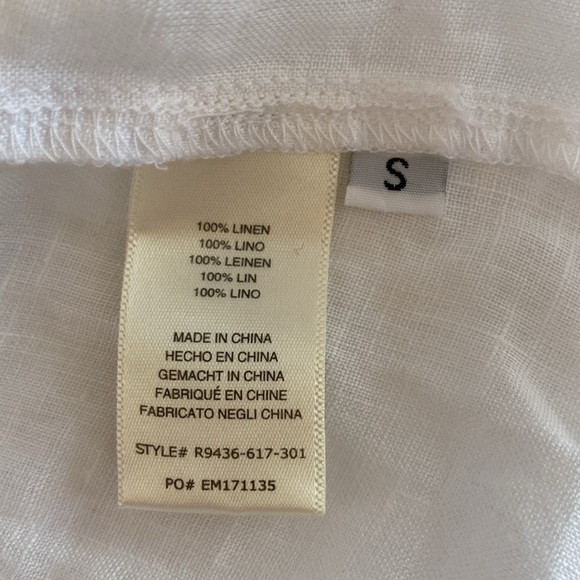 S
100% LINEN
100% LINO
100% LEINEN
100% LIN
100% LINO
MADE IN CHINA
HECHO EN CHINA
GEMACHT IN CHINA
FABRIQUÉ EN CHINE
FABRICATO NEGLI CHINA
STYLE# R9436-617-301
PO# EM171135